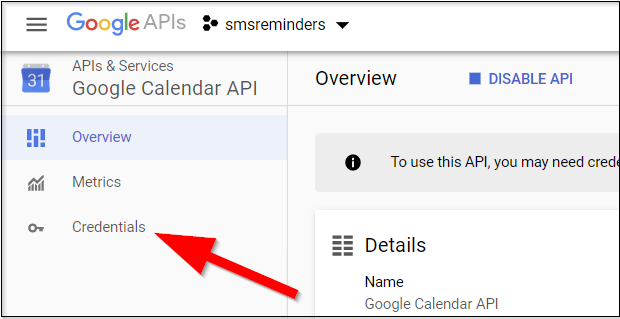 Google APIs smsreminders
APIs & Services
31 Google Calendar API
Overview DISABLE API
Overview
Metrics
Credentials
To use this API, you may need
Details
Name
Google Calendar API